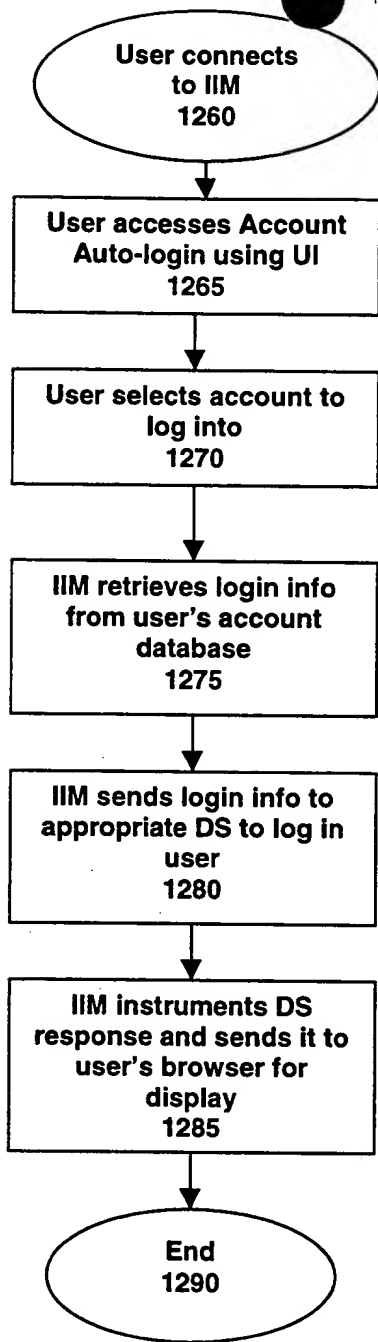 User connects
to IIM
1260
User accesses Account
Auto-login using UI
1265
User selects account to
log into
1270
IIM retrieves login info
from user's account
database
1275
IIM sends login info to
appropriate DS to log in
user
1280
IIM instruments DS
response and sends it to
user's browser for
display
1285
End
1290